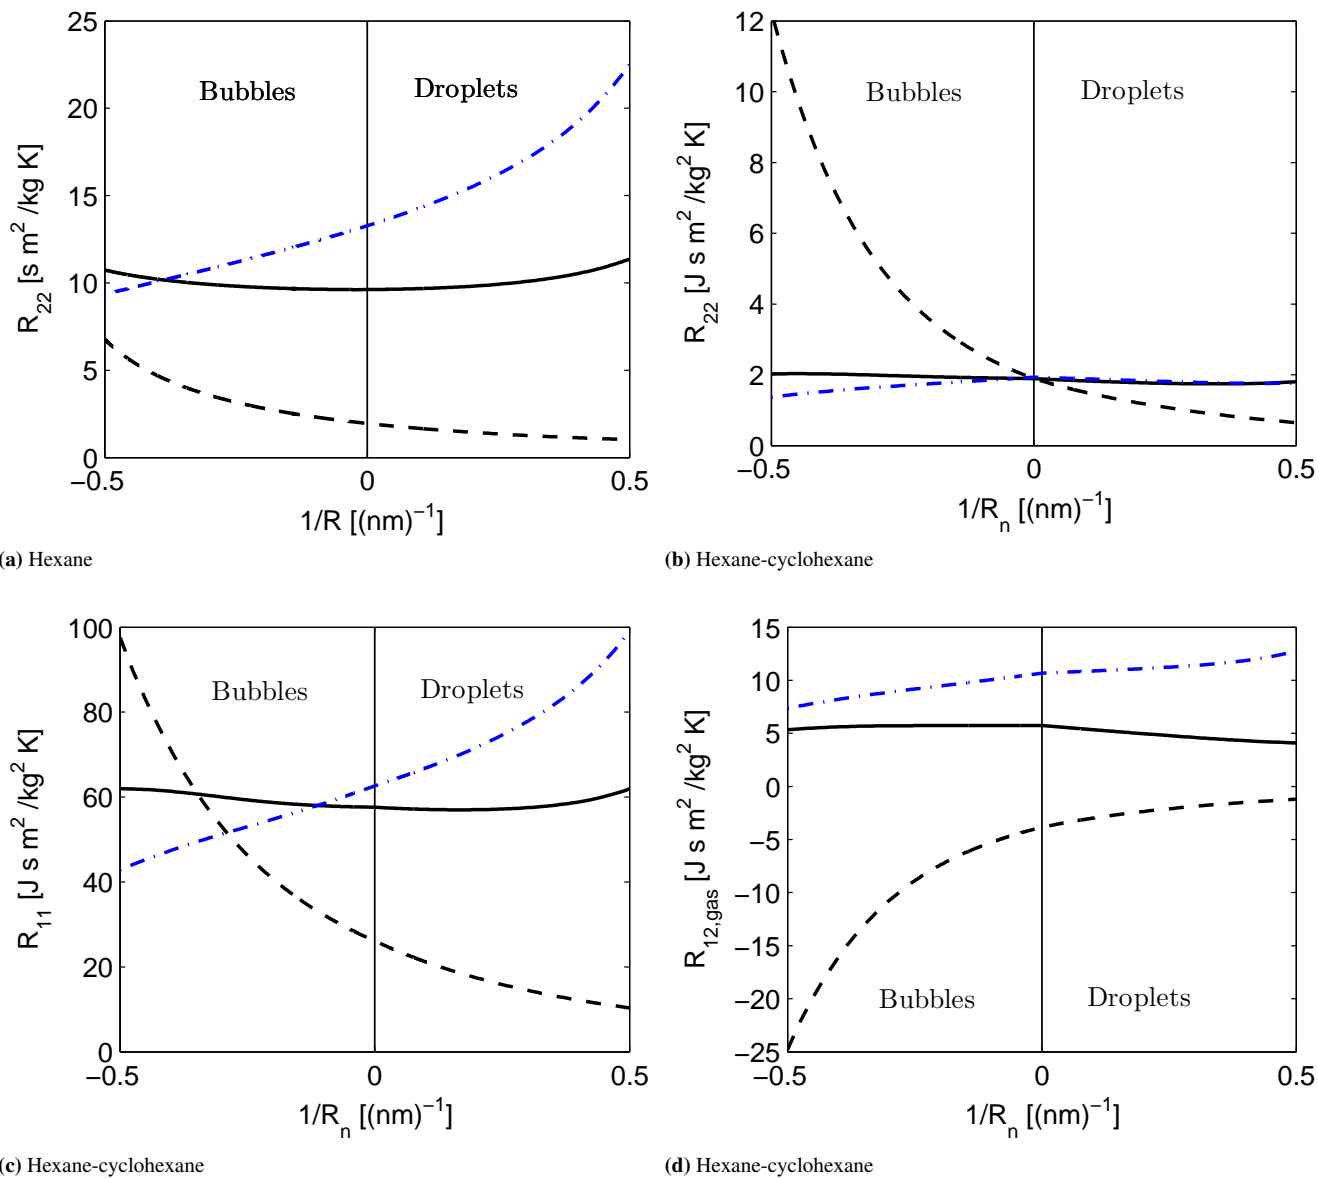 25
20
15
10
5
0
−0.5
0
0.5
Bubbles
Droplets
R22 [s m2 /kg K]
1/R [(nm)−1]
(a) Hexane
12
10
8
6
4
2
0
−0.5
0
0.5
Bubbles
Droplets
R22 [J s m2 /kg2 K]
1/Rn [(nm)−1]
(b) Hexane-cyclohexane
100
80
60
40
20
0
−0.5
0
0.5
Bubbles
Droplets
R11 [J s m2 /kg2 K]
1/Rn [(nm)−1]
(c) Hexane-cyclohexane
15
10
5
0
−5
−10
−15
−20
−25
−0.5
0
0.5
Bubbles
Droplets
R12,gas [J s m2 /kg2 K]
1/Rn [(nm)−1]
(d) Hexane-cyclohexane